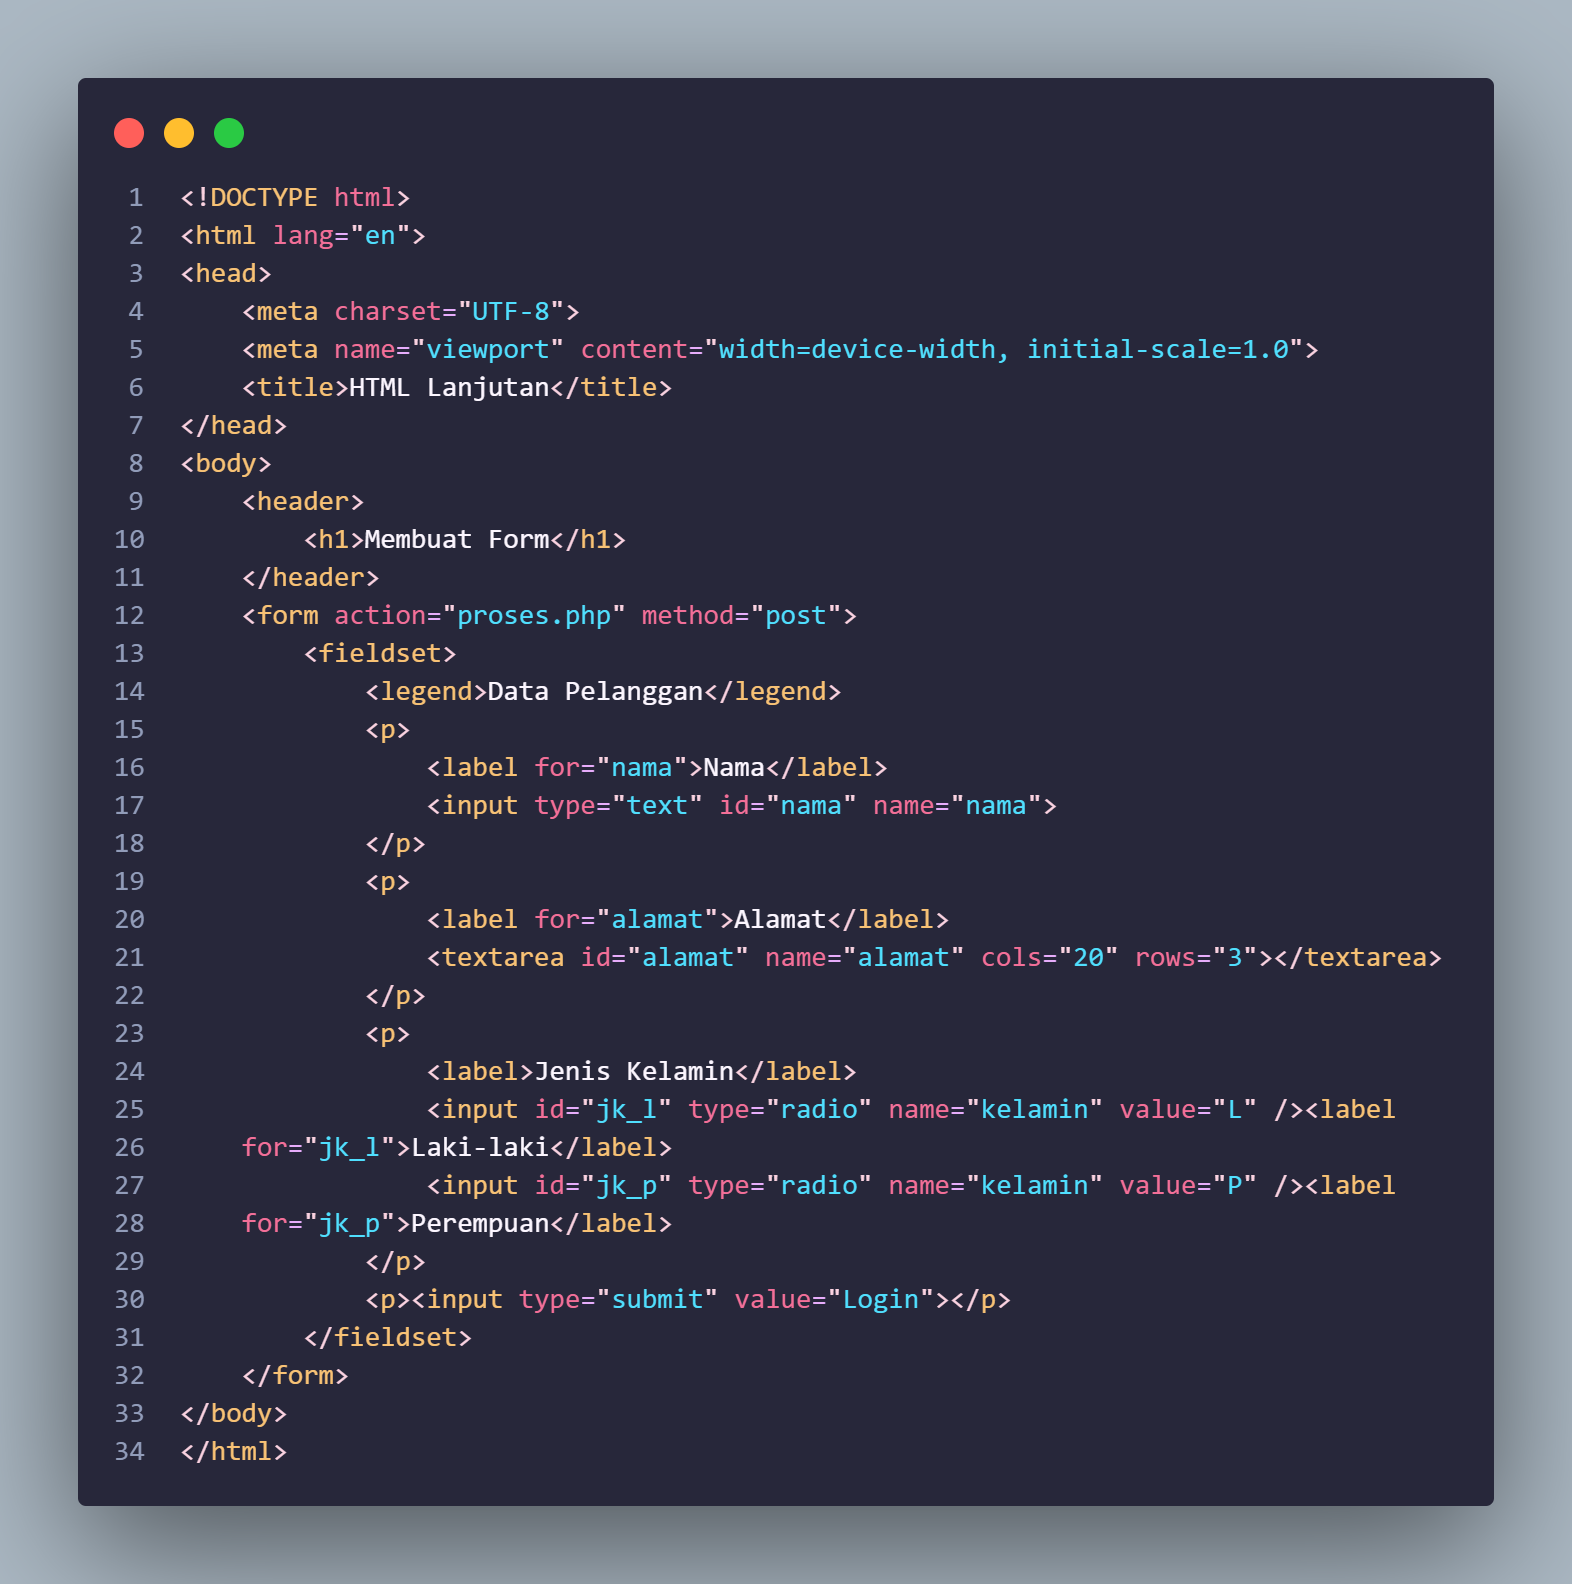 1 <!DOCTYPE html>
2 <html lang="en">
3 <head>
4     <meta charset="UTF-8">
5     <meta name="viewport" content="width=device-width, initial-scale=1.0">
6     <title>HTML Lanjutan</title>
7 </head>
8 <body>
9     <header>
10         <h1>Membuat Form</h1>
11     </header>
12     <form action="proses.php" method="post">
13         <fieldset>
14             <legend>Data Pelanggan</legend>
15             <p>
16                 <label for="nama">Nama</label>
17                 <input type="text" id="nama" name="nama">
18             </p>
19             <p>
20                 <label for="alamat">Alamat</label>
21                 <textarea id="alamat" name="alamat" cols="20" rows="3"></textarea>
22             </p>
23             <p>
24                 <label>Jenis Kelamin</label>
25                 <input id="jk_l" type="radio" name="kelamin" value="L" /><label
26     for="jk_l">Laki-laki</label>
27                 <input id="jk_p" type="radio" name="kelamin" value="P" /><label
28     for="jk_p">Perempuan</label>
29             </p>
30             <p><input type="submit" value="Login"></p>
31         </fieldset>
32     </form>
33 </body>
34 </html>